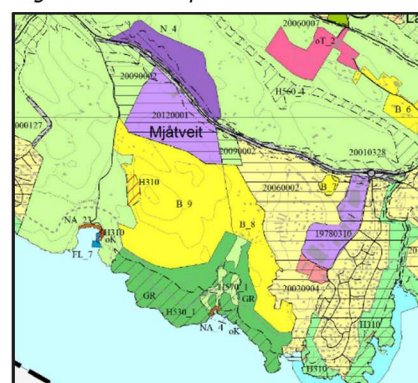 N_4
20060007
oT_2
20090002
H560_4
B_6
000127
20120001
Mjåtveit
20090002
20010328
H310
20060002
B_7
B_9
NA_23
B_8
19780310
H310
oK
FL_7
GR
H570_1
GR
20020904
H530_1
H310
NA_4
oK
H310